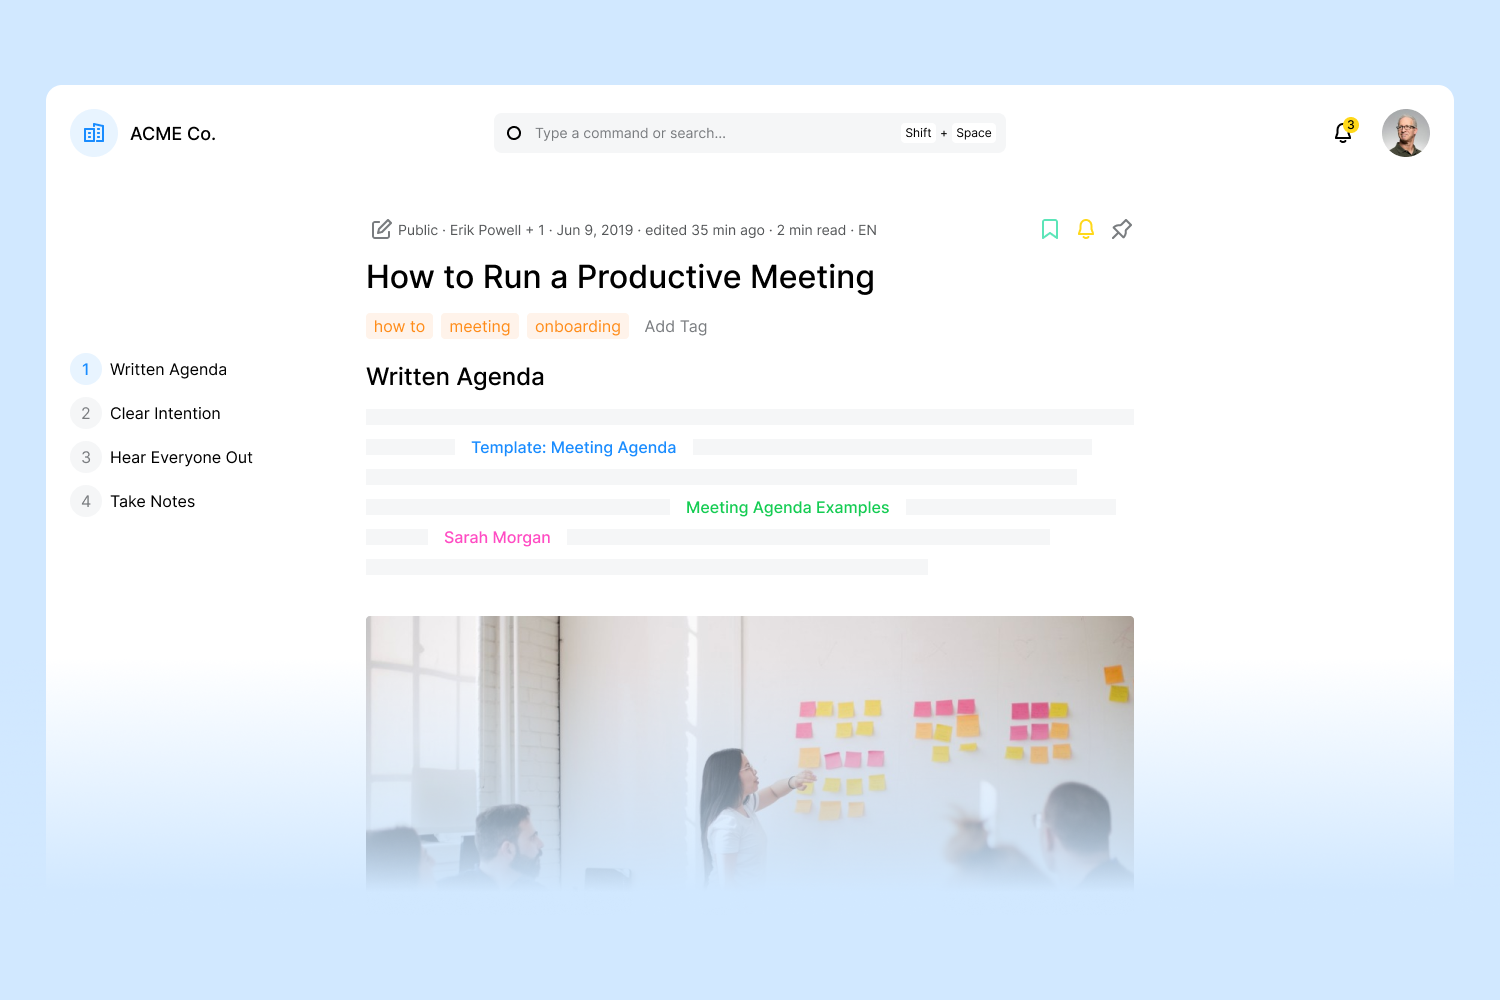 ACME Co.
Type a command or search...
Shift + Space
3
Public · Erik Powell + 1 · Jun 9, 2019 · edited 35 min ago · 2 min read · EN
How to Run a Productive Meeting
how to meeting onboarding Add Tag
1 Written Agenda
2 Clear Intention
3 Hear Everyone Out
4 Take Notes
Written Agenda
Template: Meeting Agenda
Meeting Agenda Examples
Sarah Morgan